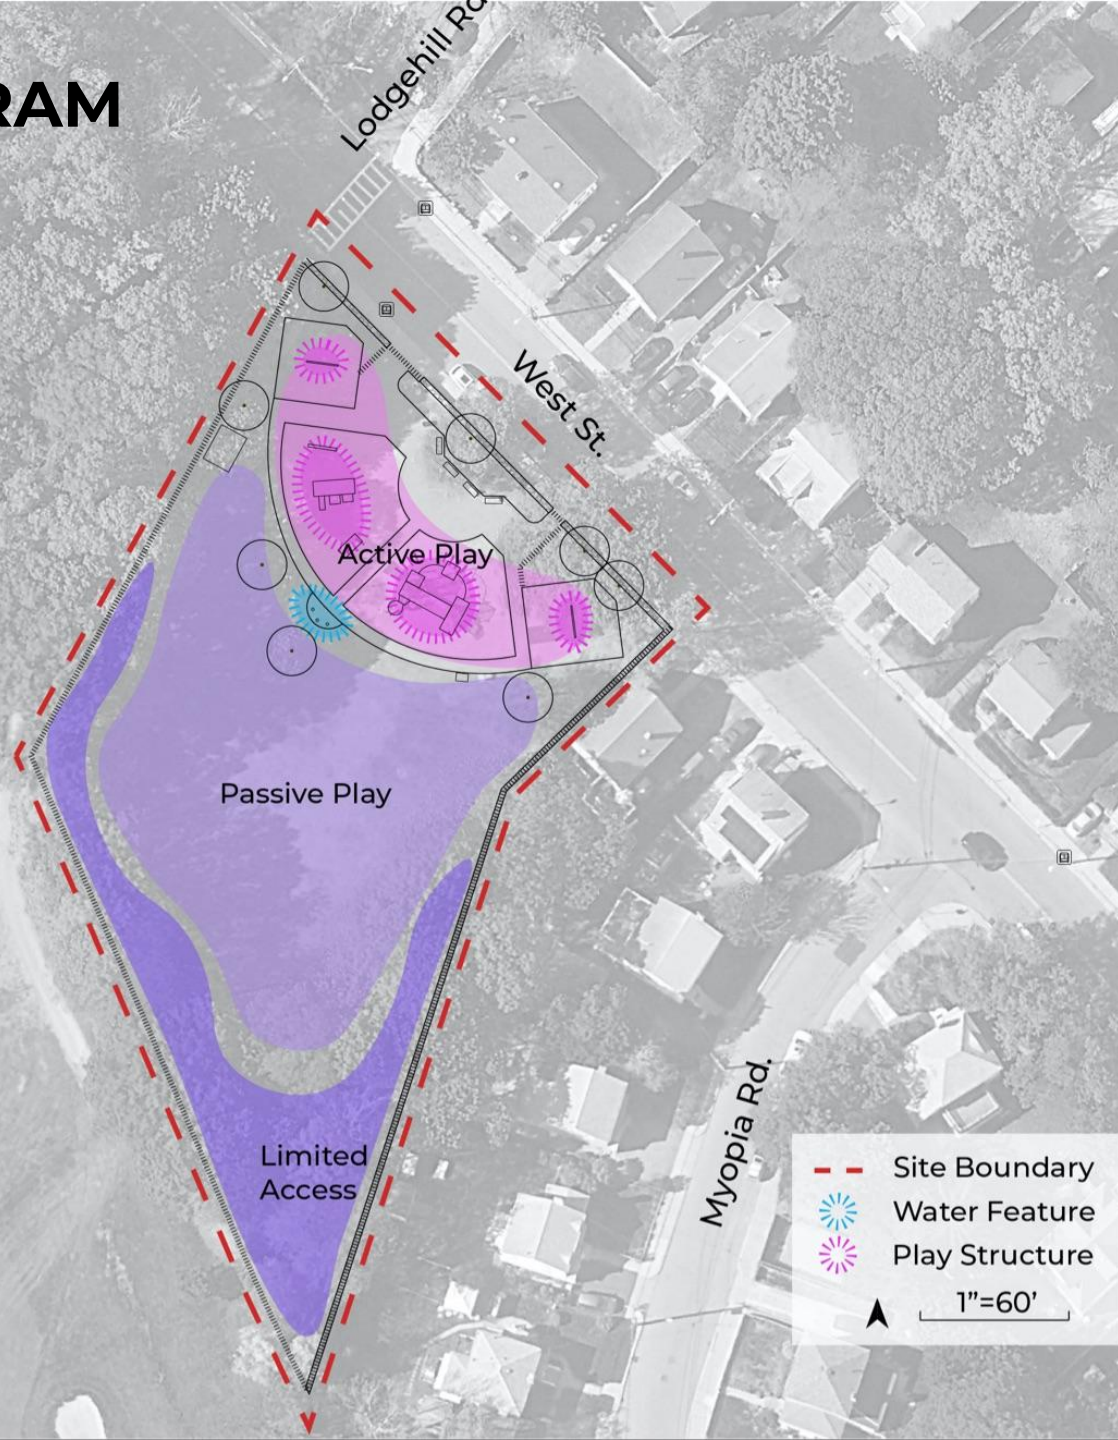 Lodgehill Rd.
RAM
West St.
Active Play
Passive Play
Limited
Access
Myopia Rd.
Site Boundary
Water Feature
Play Structure
1”=60’